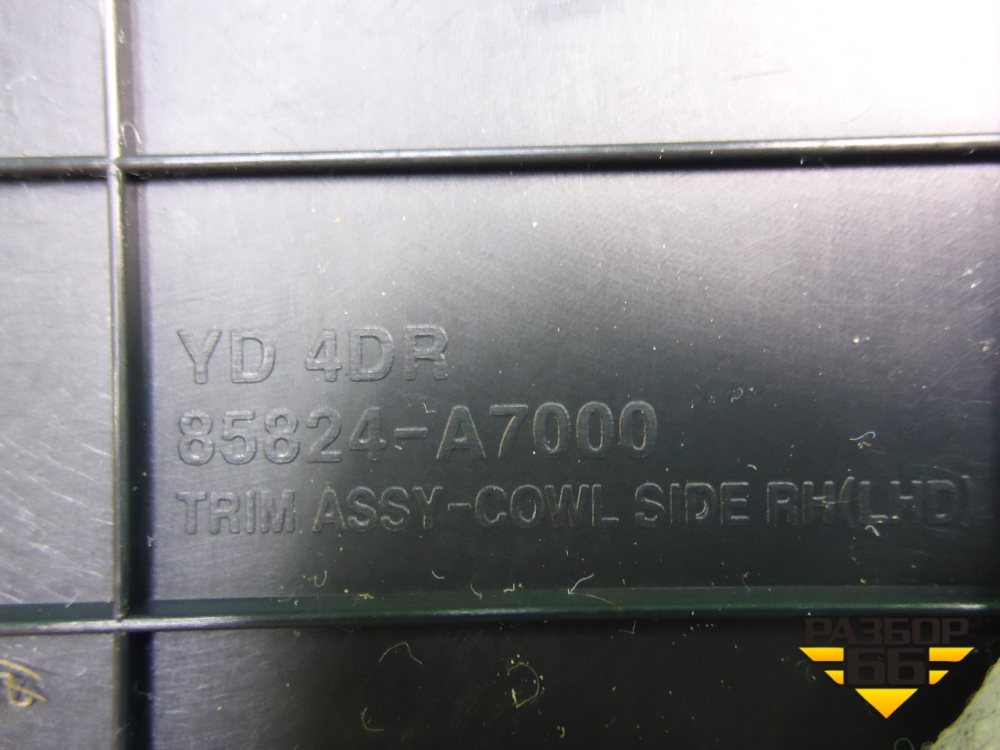 YD 4DR
85824-A7000
TRIM ASSY-COWL SIDE RH(LHD)
РАЗБОР
66